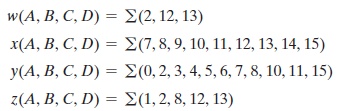 w(A, B, C, D) = Σ(2, 12, 13)
x(A, B, C, D) = Σ(7, 8, 9, 10, 11, 12, 13, 14, 15)
y(A, B, C, D) = Σ(0, 2, 3, 4, 5, 6, 7, 8, 10, 11, 15)
z(A, B, C, D) = Σ(1, 2, 8, 12, 13)